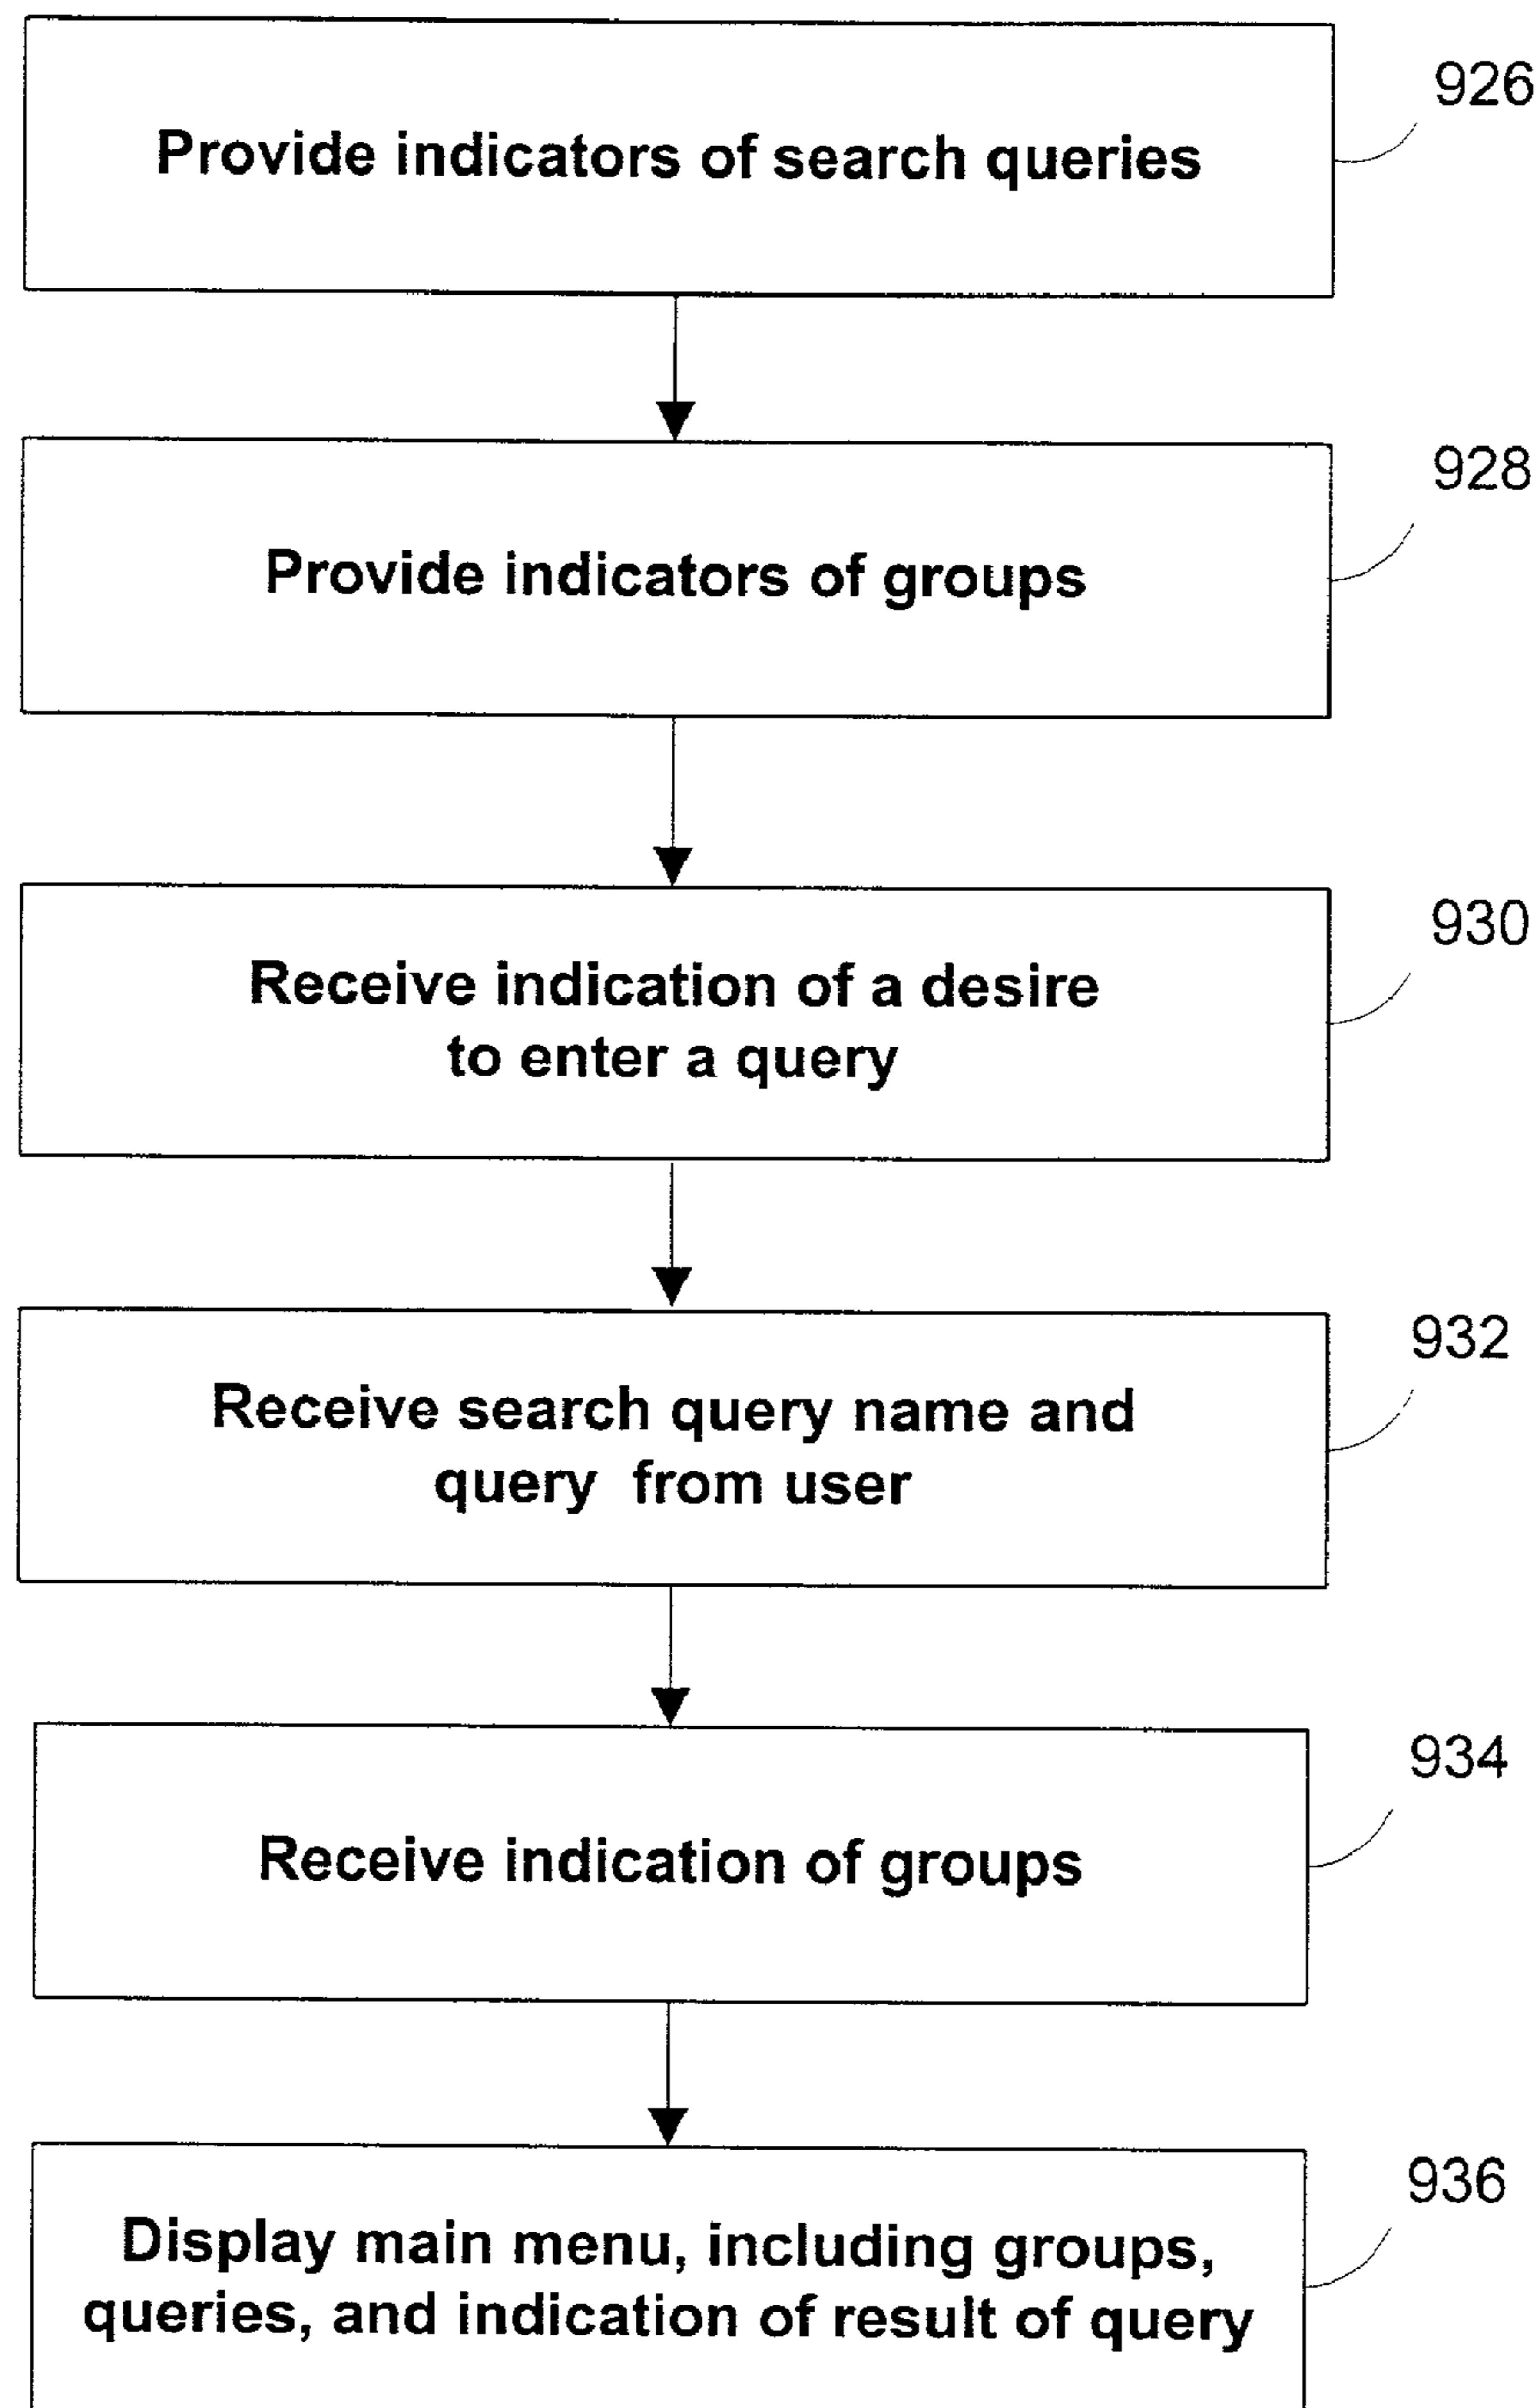 926
Provide indicators of search queries
928
Provide indicators of groups
930
Receive indication of a desire
to enter a query
932
Receive search query name and
query from user
934
Receive indication of groups
936
Display main menu, including groups,
queries, and indication of result of query